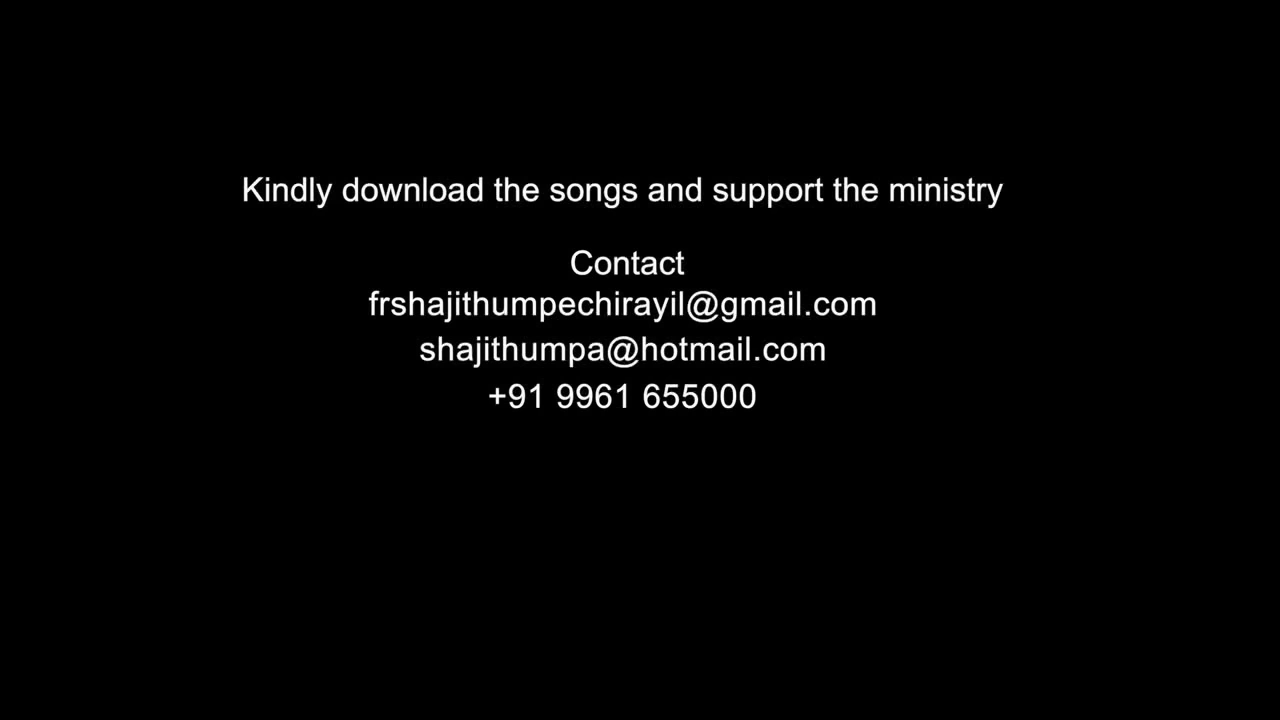 Kindly download the songs and support the ministry
Contact
frshajithumpechirayil@gmail.com
shajithumpa@hotmail.com
+91 9961 655000